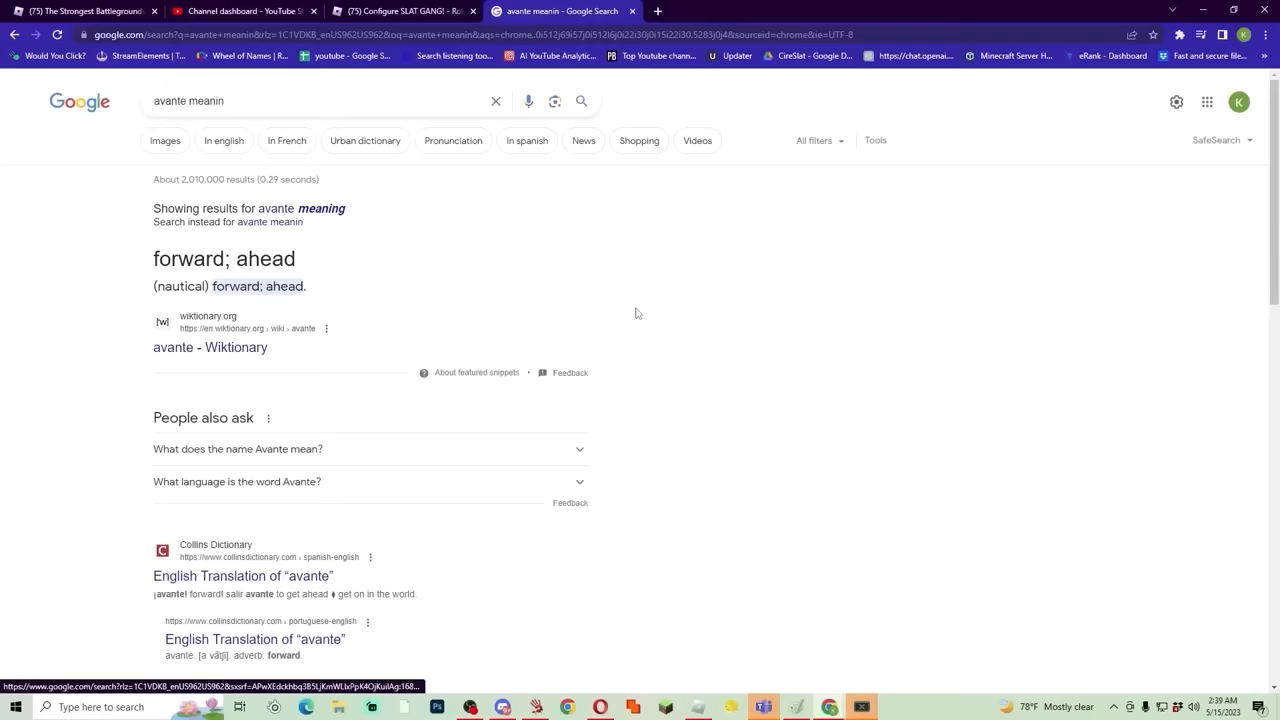 (75) The Strongest Battlegroun
YouTube
(75) Configure SLAT GANG! - Rol
avante meanin - Google Search
google.com/search?q=avante+meanin&rlz=1C1VDKB_enUS962US962&oq=avante+meanin&aqs=chrome..0i512j69i57j0i512l6j0i22i30j0i15i22i30.5283j0j4&sourceid=chrome&ie=UTF-8
Would You Click?
StreamElements | T...
youtube - Google S...
Search listening too...
AI YouTube Analytic...
Top Youtube chann...
Updater
CireSlat - Google D...
https://chat.openai....
Minecraft Server H...
eRank - Dashboard
Fast and secure file...
Google
avante meanin
K
Images
In english
In French
Urban dictionary
Pronunciation
In spanish
News
Shopping
Videos
All filters
Tools
SafeSearch
About 2,010,000 results (0.29 seconds)
Showing results for avante meaning
Search instead for avante meanin
forward; ahead
(nautical) forward; ahead.
[w]
wiktionary.org
https://en.wiktionary.org › wiki › avante
avante - Wiktionary
About featured snippets
Feedback
People also ask
What does the name Avante mean?
What language is the word Avante?
Feedback
Collins Dictionary
https://www.collinsdictionary.com › spanish-english
English Translation of “avante”
¡avante! forward! salir avante to get ahead ⧫ get on in the world.
https://www.collinsdictionary.com › portuguese-english
English Translation of “avante”
avante. [a ˈvãtʃi]. adverb. forward.
Type here to search
78°F Mostly clear
2:39 AM
5/15/2023